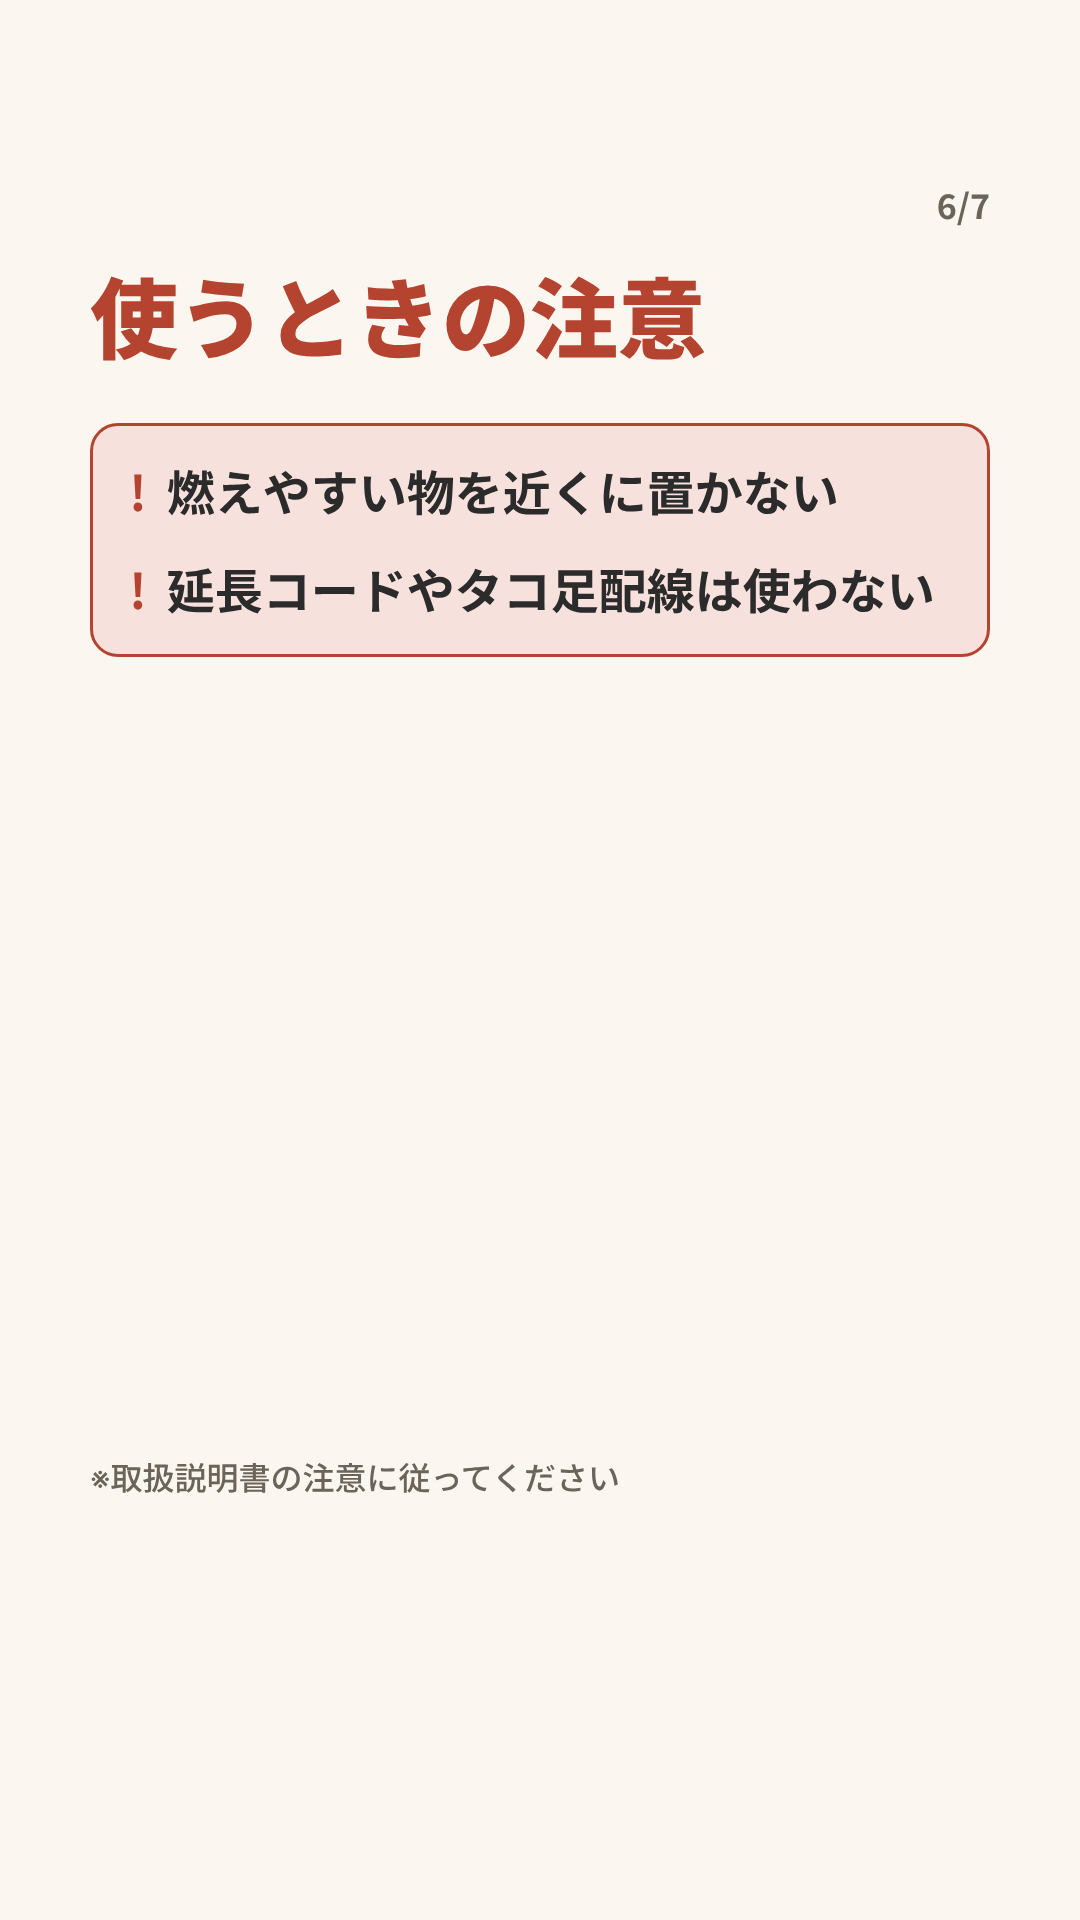 6/7
使うときの注意
! 燃えやすい物を近くに置かない
! 延長コードやタコ足配線は使わない
※取扱説明書の注意に従ってください